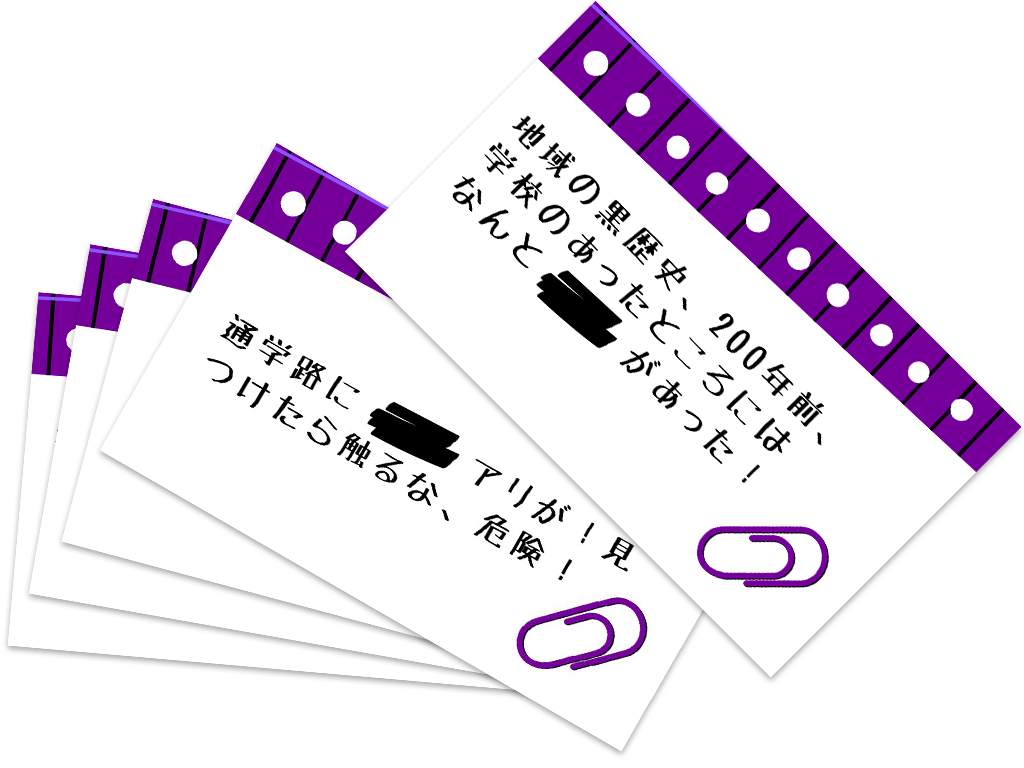 地域の黒歴史、200年前、
学校のあったところには
なんと があった！
通学路に アリが！見
つけたら触るな、危険！